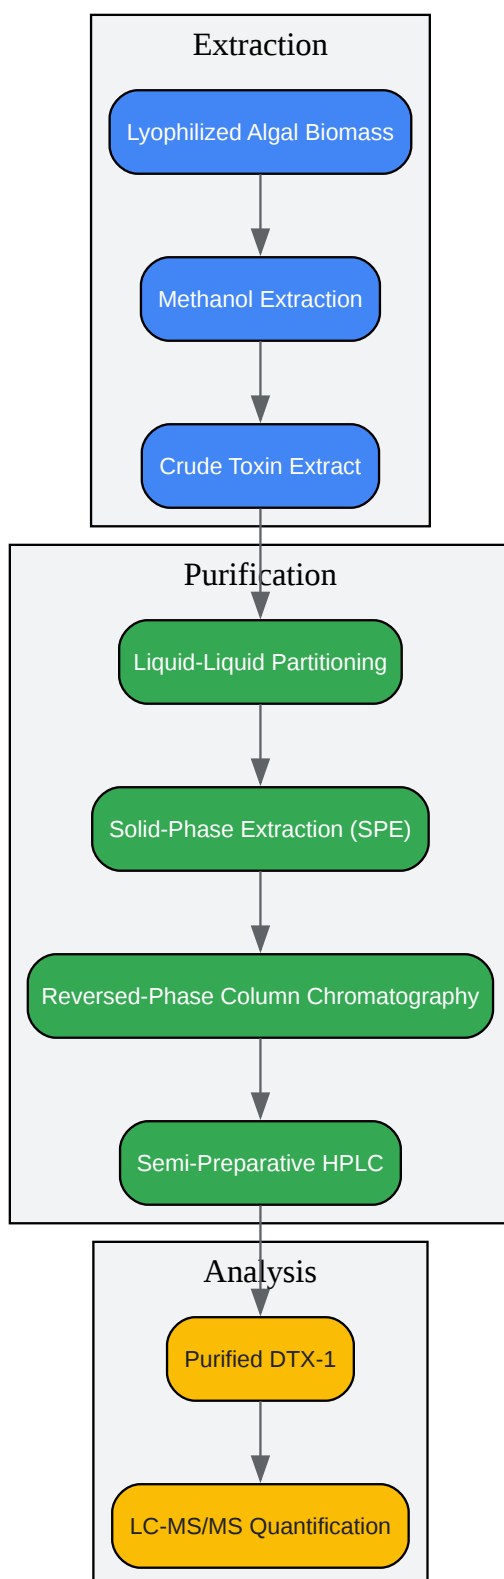 Extraction
Lyophilized Algal Biomass
Methanol Extraction
Crude Toxin Extract
Purification
Liquid-Liquid Partitioning
Solid-Phase Extraction (SPE)
Reversed-Phase Column Chromatography
Semi-Preparative HPLC
Analysis
Purified DTX-1
LC-MS/MS Quantification